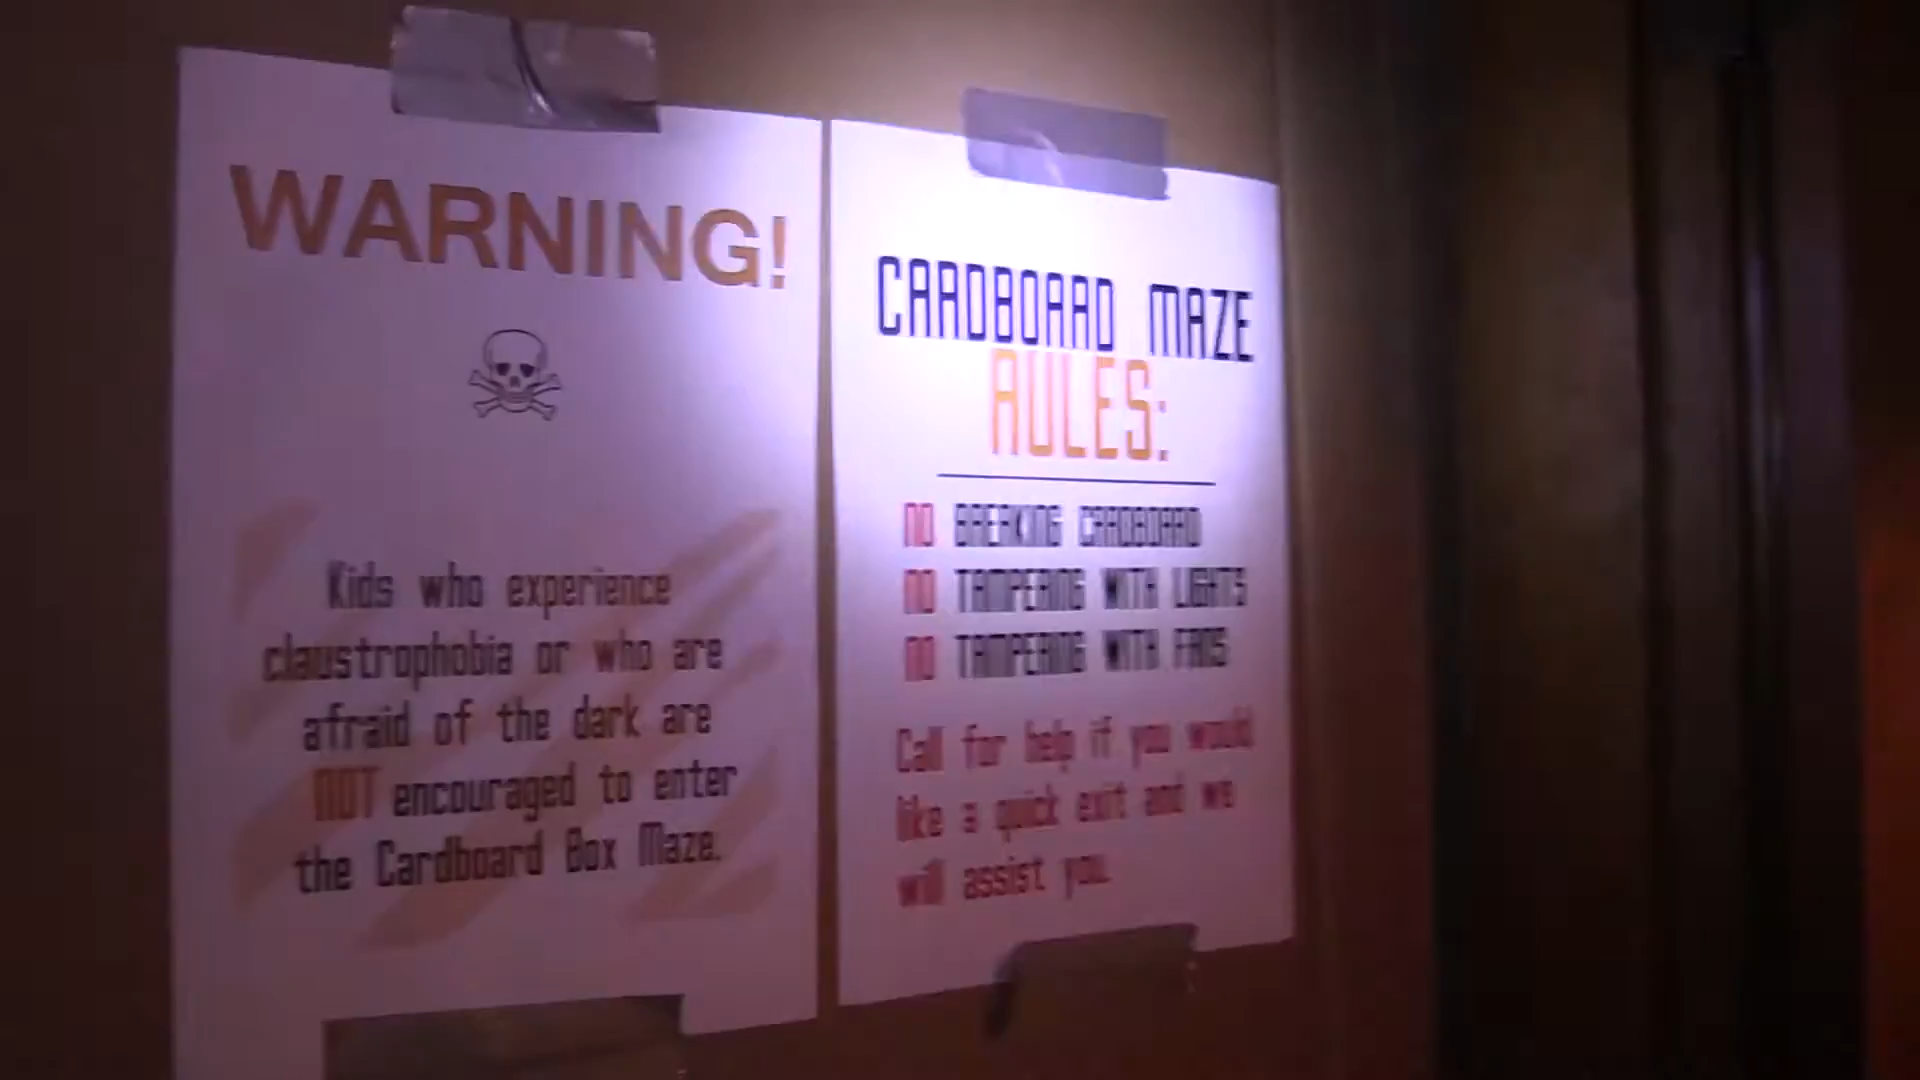 WARNING!
Kids who experience
claustrophobia or who are
afraid of the dark are
NOT encouraged to enter
the Cardboard Box Maze.
CARDBOARD MAZE
RULES:
NO BREAKING CARDBOARD
NO TAMPERING WITH LIGHTS
NO TAMPERING WITH FANS
Call for help if you would
like a quick exit and we
will assist you.